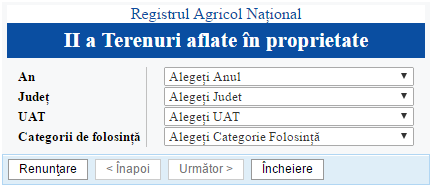 Registrul Agricol Național
II a Terenuri aflate în proprietate
An Alegeți Anul
Județ Alegeți Judet
UAT Alegeți UAT
Categorii de folosință Alegeți Categorie Folosință
Renunţare < Înapoi Următor > Încheiere